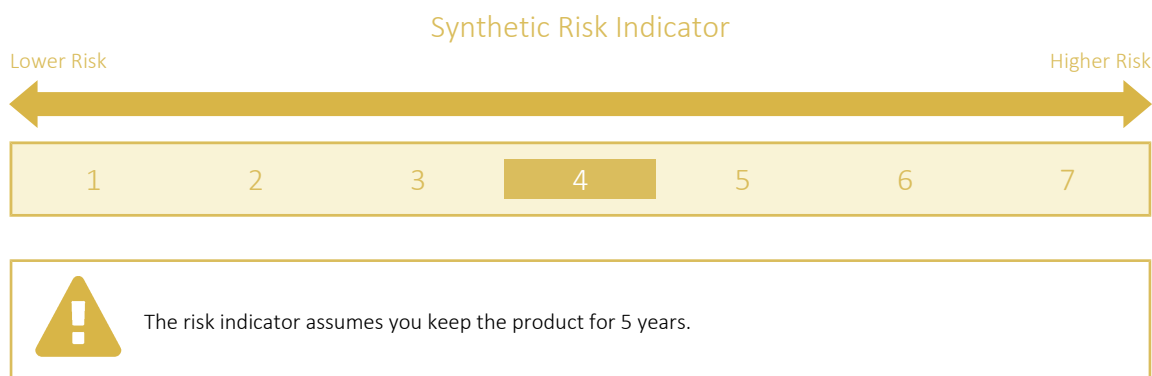 Synthetic Risk Indicator
Lower Risk Higher Risk
1 2 3 4 5 6 7
The risk indicator assumes you keep the product for 5 years.